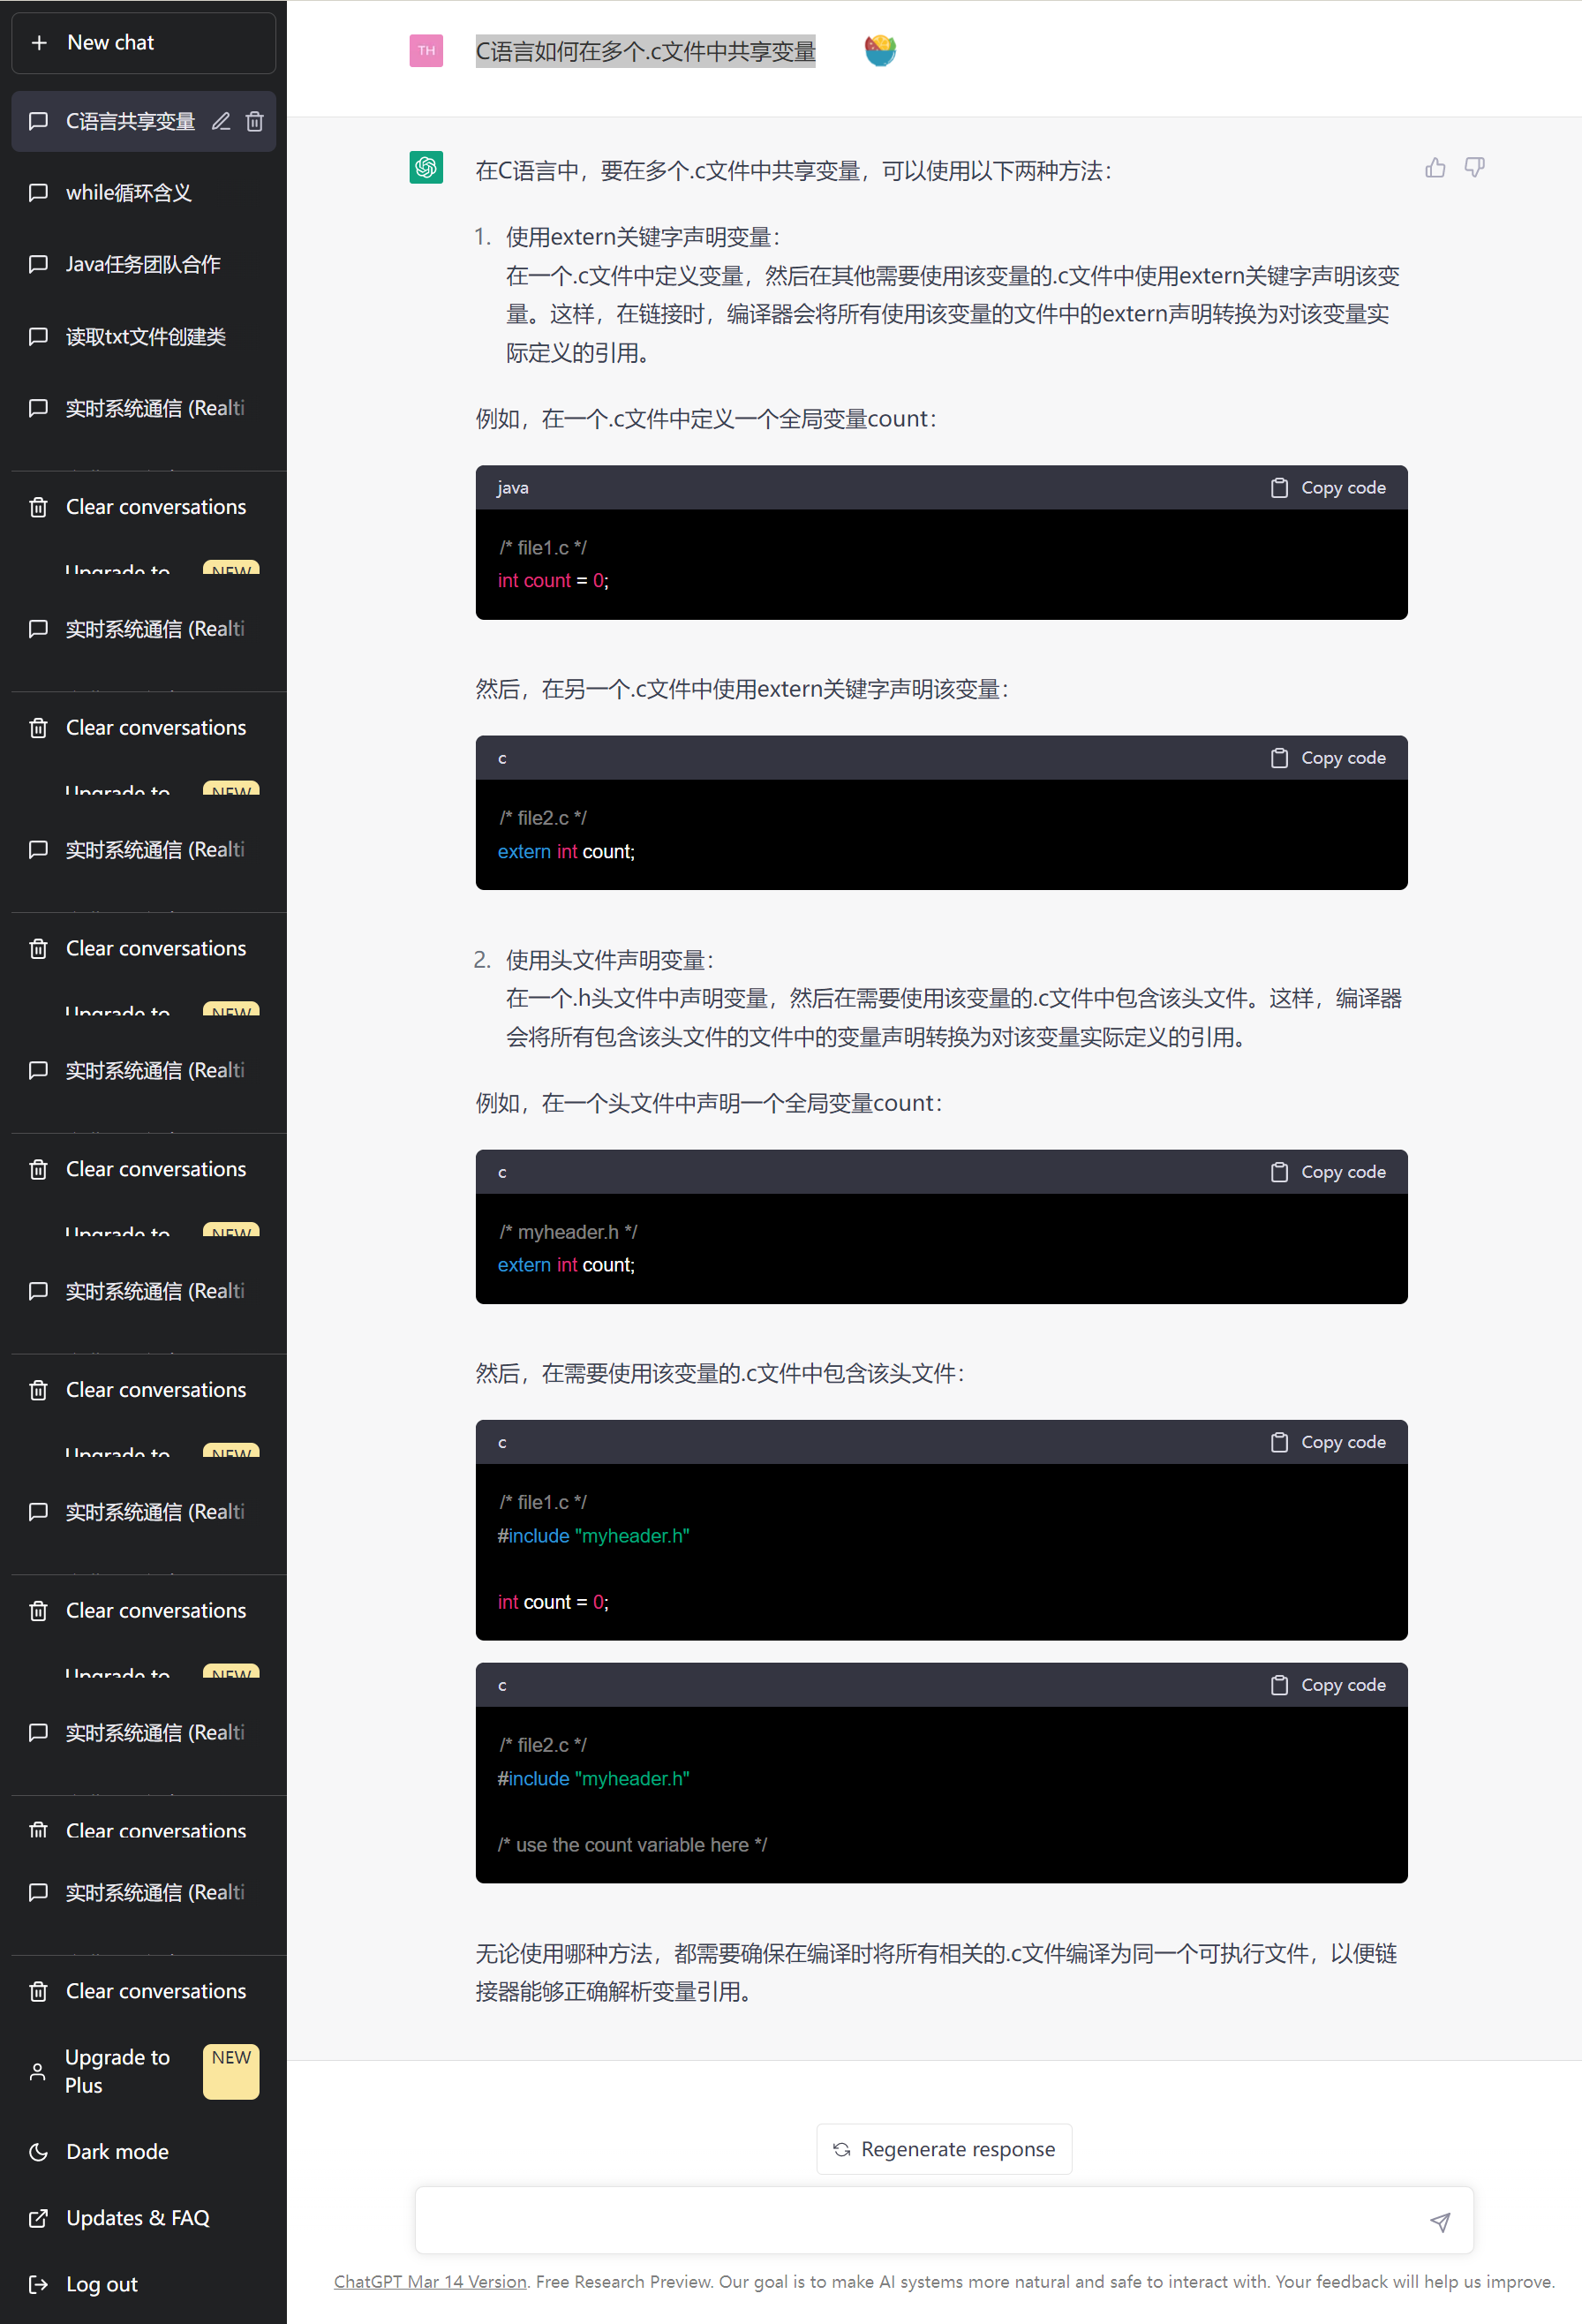 New chat
C语言共享变量
while循环含义
Java任务团队合作
读取txt文件创建类
实时系统通信 (Realti
Clear conversations
Upgrade to NEW
实时系统通信 (Realti
Clear conversations
Upgrade to NEW
实时系统通信 (Realti
Clear conversations
Upgrade to NEW
实时系统通信 (Realti
Clear conversations
Upgrade to NEW
实时系统通信 (Realti
Clear conversations
Upgrade to NEW
实时系统通信 (Realti
Clear conversations
Upgrade to NEW
实时系统通信 (Realti
Clear conversations
实时系统通信 (Realti
Clear conversations
Upgrade to NEW
Plus
Dark mode
Updates & FAQ
Log out
TH
C语言如何在多个.c文件中共享变量
在C语言中，要在多个.c文件中共享变量，可以使用以下两种方法：
1. 使用extern关键字声明变量：
在一个.c文件中定义变量，然后在其他需要使用该变量的.c文件中使用extern关键字声明该变
量。这样，在链接时，编译器会将所有使用该变量的文件中的extern声明转换为对该变量实
际定义的引用。
例如，在一个.c文件中定义一个全局变量count：
java Copy code
/* file1.c */
int count = 0;
然后，在另一个.c文件中使用extern关键字声明该变量：
c Copy code
/* file2.c */
extern int count;
2. 使用头文件声明变量：
在一个.h头文件中声明变量，然后在需要使用该变量的.c文件中包含该头文件。这样，编译器
会将所有包含该头文件的文件中的变量声明转换为对该变量实际定义的引用。
例如，在一个头文件中声明一个全局变量count：
c Copy code
/* myheader.h */
extern int count;
然后，在需要使用该变量的.c文件中包含该头文件：
c Copy code
/* file1.c */
#include "myheader.h"
int count = 0;
c Copy code
/* file2.c */
#include "myheader.h"
/* use the count variable here */
无论使用哪种方法，都需要确保在编译时将所有相关的.c文件编译为同一个可执行文件，以便链
接器能够正确解析变量引用。
Regenerate response
ChatGPT Mar 14 Version. Free Research Preview. Our goal is to make AI systems more natural and safe to interact with. Your feedback will help us improve.